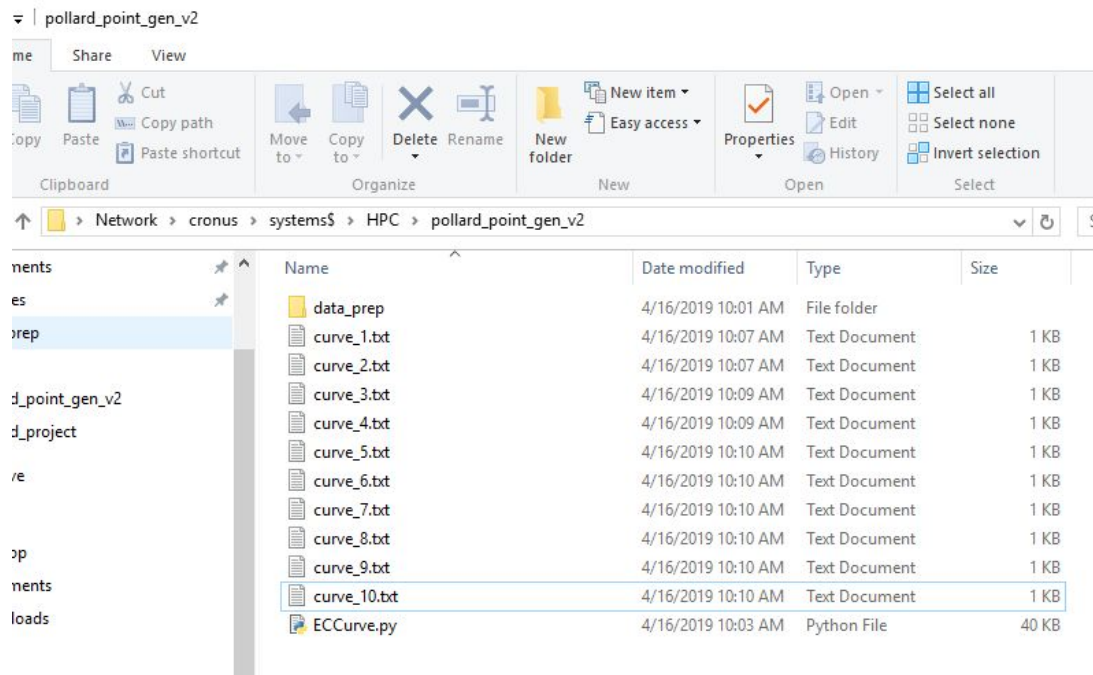 pollard_point_gen_v2
me Share View
Cut
Copy path
Paste shortcut
opy Paste
Clipboard
Move to
Copy to
Delete Rename
Organize
New folder
New item
Easy access
New
Properties
Open
Edit
History
Open
Select all
Select none
Invert selection
Select
Network > cronus > systems$ > HPC > pollard_point_gen_v2
ments
es
prep
d_point_gen_v2
d_project
ve
op
ments
loads
Name Date modified Type Size
data_prep 4/16/2019 10:01 AM File folder
curve_1.txt 4/16/2019 10:07 AM Text Document 1 KB
curve_2.txt 4/16/2019 10:07 AM Text Document 1 KB
curve_3.txt 4/16/2019 10:09 AM Text Document 1 KB
curve_4.txt 4/16/2019 10:09 AM Text Document 1 KB
curve_5.txt 4/16/2019 10:10 AM Text Document 1 KB
curve_6.txt 4/16/2019 10:10 AM Text Document 1 KB
curve_7.txt 4/16/2019 10:10 AM Text Document 1 KB
curve_8.txt 4/16/2019 10:10 AM Text Document 1 KB
curve_9.txt 4/16/2019 10:10 AM Text Document 1 KB
curve_10.txt 4/16/2019 10:10 AM Text Document 1 KB
ECCurve.py 4/16/2019 10:03 AM Python File 40 KB